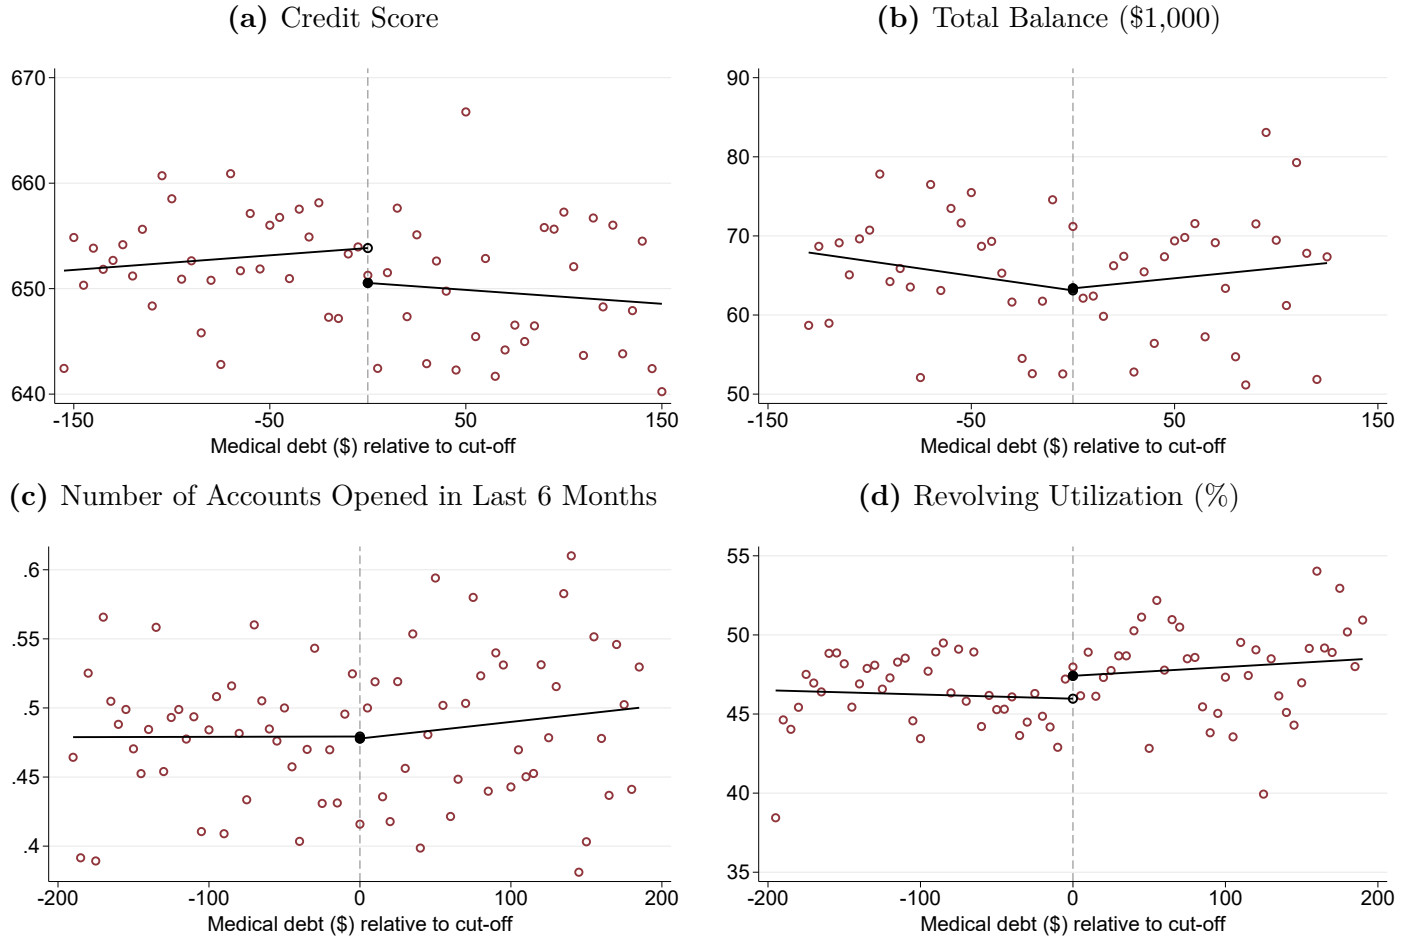 (a) Credit Score
670
660
650
640
-150 -50 50 150
Medical debt ($) relative to cut-off
(b) Total Balance ($1,000)
90
80
70
60
50
-150 -50 50 150
Medical debt ($) relative to cut-off
(c) Number of Accounts Opened in Last 6 Months
.6
.55
.5
.45
.4
-200 -100 0 100 200
Medical debt ($) relative to cut-off
(d) Revolving Utilization (%)
55
50
45
40
35
-200 -100 0 100 200
Medical debt ($) relative to cut-off